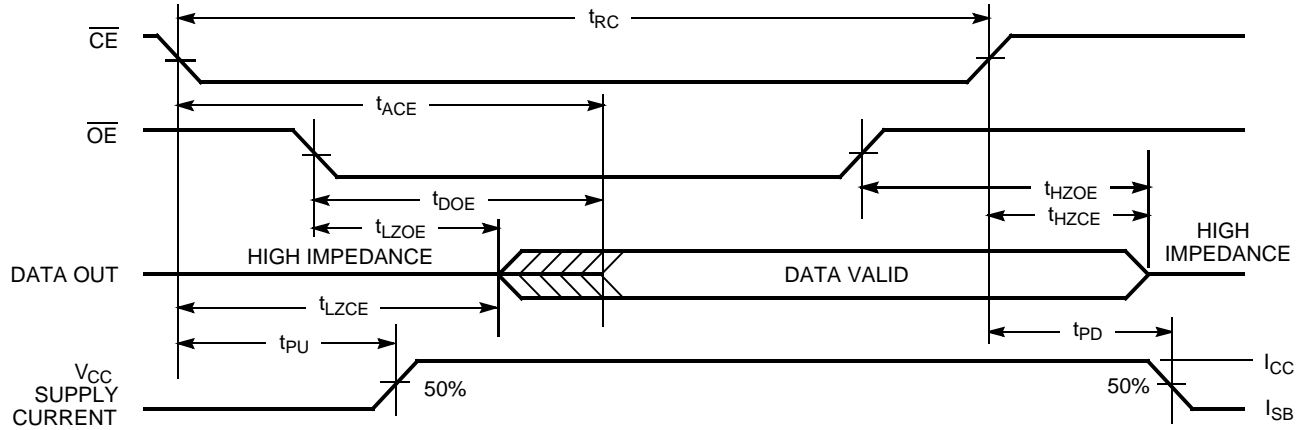 tRC
CE
tACE
OE
tDOE
tHZOE
tLZOE
tHZCE
HIGH IMPEDANCE
HIGH
IMPEDANCE
DATA OUT
DATA VALID
tLZCE
tPU
tPD
VCC
SUPPLY
CURRENT
50%
50%
ICC
ISB